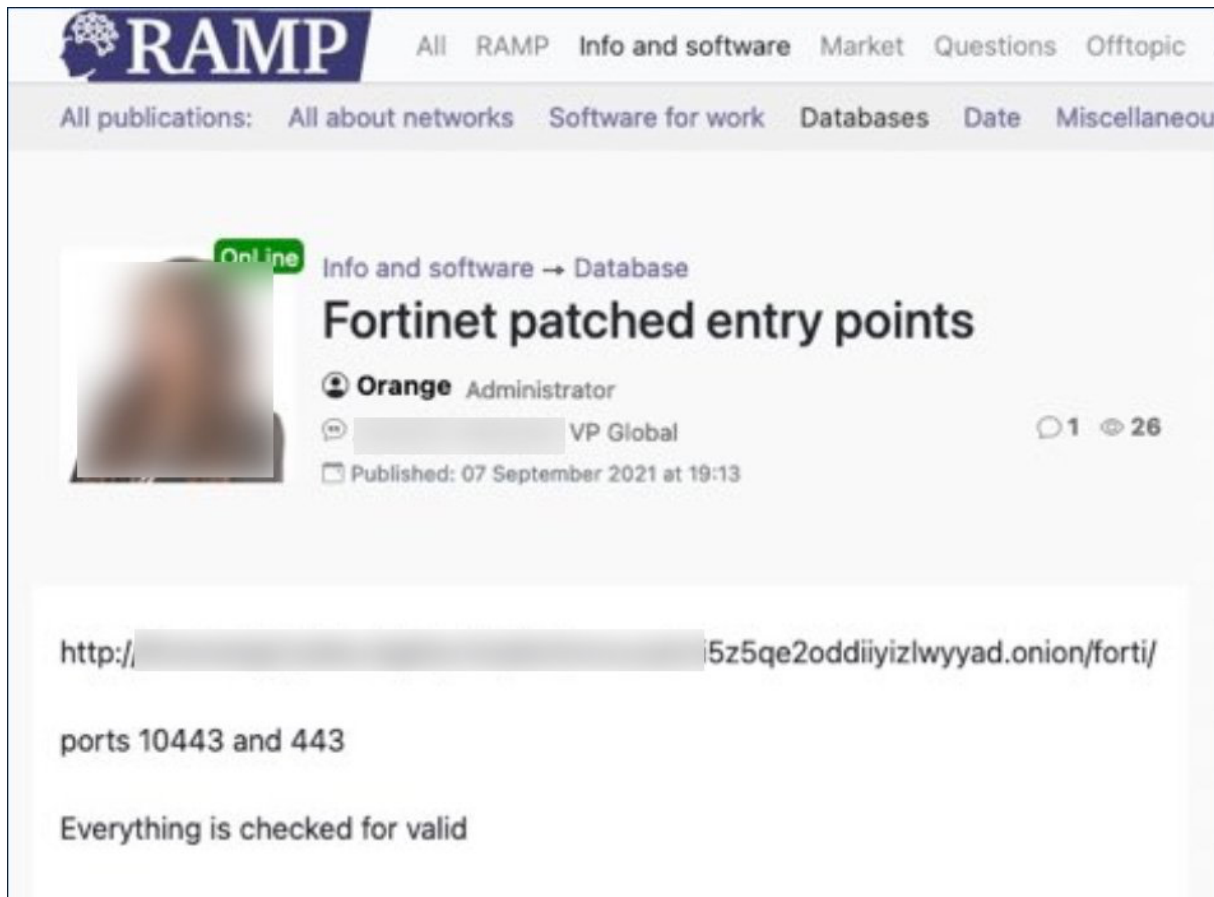 RAMP All RAMP Info and software Market Questions Offtopic
All publications: All about networks Software for work Databases Date Miscellaneou
OnLine
Info and software → Database
Fortinet patched entry points
Orange Administrator
VP Global
1 26
Published: 07 September 2021 at 19:13
http://i5z5qe2oddiiyizlwyyad.onion/forti/
ports 10443 and 443
Everything is checked for valid